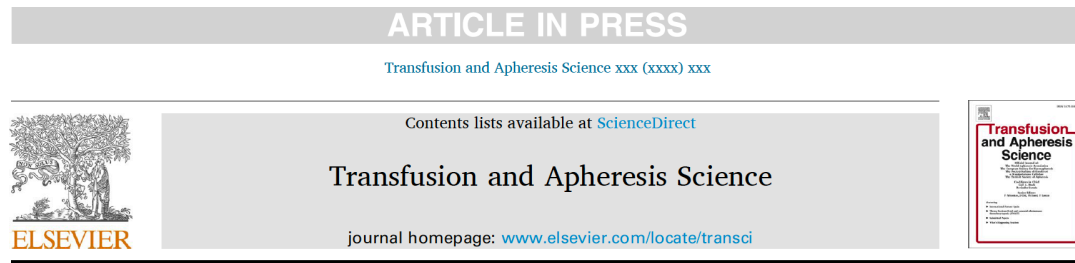 ARTICLE IN PRESS
Transfusion and Apheresis Science xxx (xxxx) xxx
Contents lists available at ScienceDirect
Transfusion and Apheresis Science
journal homepage: www.elsevier.com/locate/transci
ELSEVIER
Transfusion
and Apheresis
Science